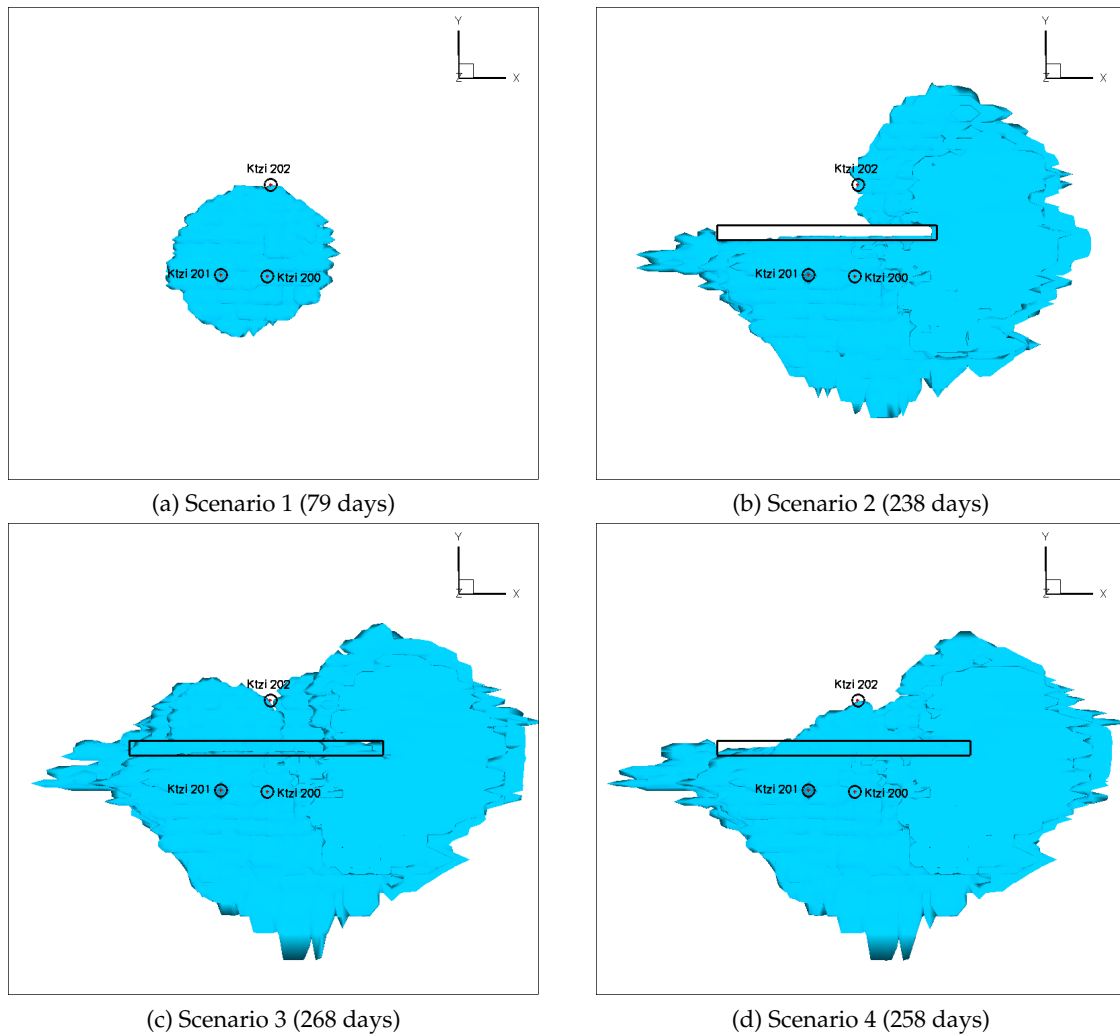 Y
Z X
Ktzi 202
Ktzi 201
Ktzi 200
(a) Scenario 1 (79 days)
Y
Z X
Ktzi 202
Ktzi 201
Ktzi 200
(b) Scenario 2 (238 days)
Y
Z X
Ktzi 202
Ktzi 201
Ktzi 200
(c) Scenario 3 (268 days)
Y
Z X
Ktzi 202
Ktzi 201
Ktzi 200
(d) Scenario 4 (258 days)